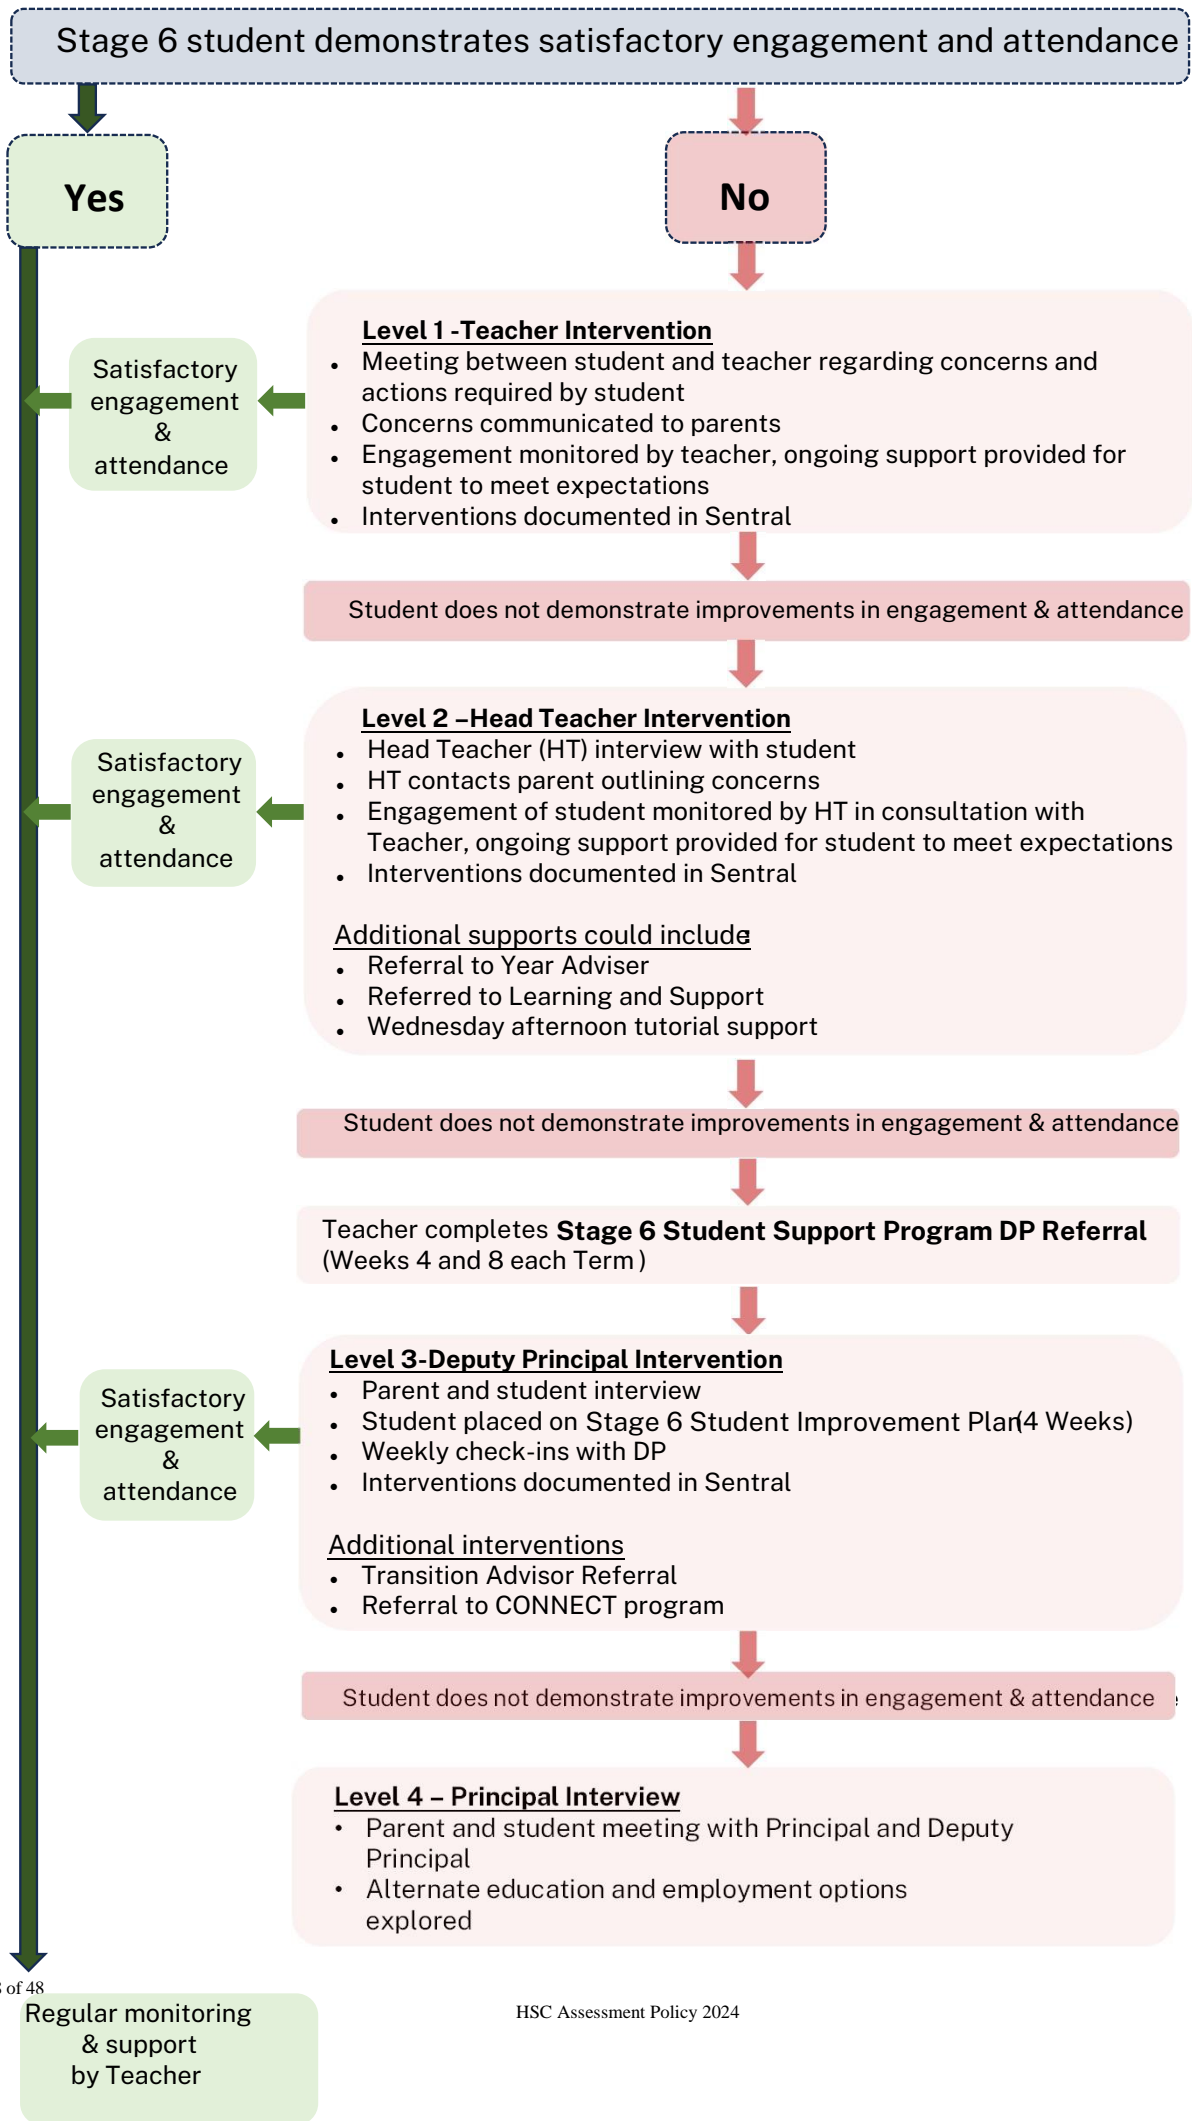 Stage 6 student demonstrates satisfactory engagement and attendance
Yes
No
Level 1 -Teacher Intervention
• Meeting between student and teacher regarding concerns and
actions required by student
• Concerns communicated to parents
• Engagement monitored by teacher, ongoing support provided for
student to meet expectations
• Interventions documented in Sentral
Satisfactory
engagement
&
attendance
Student does not demonstrate improvements in engagement & attendance
Level 2 –Head Teacher Intervention
• Head Teacher (HT) interview with student
• HT contacts parent outlining concerns
• Engagement of student monitored by HT in consultation with
Teacher, ongoing support provided for student to meet expectations
• Interventions documented in Sentral
Additional supports could include:
• Referral to Year Adviser
• Referred to Learning and Support
• Wednesday afternoon tutorial support
Satisfactory
engagement
&
attendance
Student does not demonstrate improvements in engagement & attendance
Teacher completes Stage 6 Student Support Program DP Referral
(Weeks 4 and 8 each Term)
Level 3-Deputy Principal Intervention
• Parent and student interview
• Student placed on Stage 6 Student Improvement Plan(4 Weeks)
• Weekly check-ins with DP
• Interventions documented in Sentral
Additional interventions
• Transition Advisor Referral
• Referral to CONNECT program
Satisfactory
engagement
&
attendance
Student does not demonstrate improvements in engagement & attendance
Level 4 – Principal Interview
• Parent and student meeting with Principal and Deputy
Principal
• Alternate education and employment options
explored
of 48
Regular monitoring
& support
by Teacher
HSC Assessment Policy 2024